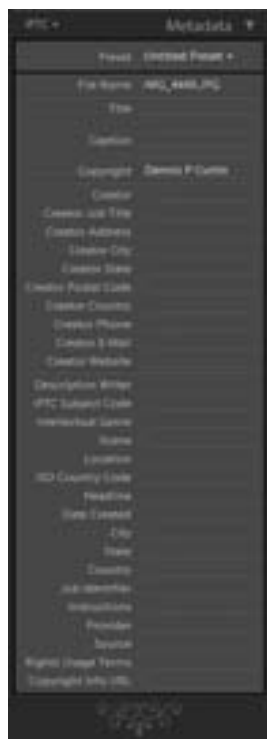 IPTC Metadata
Preset Untitled Preset
File Name JPG
Title
Caption
Copyright Dennis P Curtin
Creator
Creator Job Title
Creator Address
Creator City
Creator State
Creator Postal Code
Creator Country
Creator Phone
Creator E-Mail
Creator Website
Description Writer
IPTC Subject Code
Intellectual Genre
Scene
Location
ISO Country Code
Headline
Date Created
City
State
Country
Job Identifier
Instructions
Provider
Source
Rights Usage Terms
Copyright Info URL